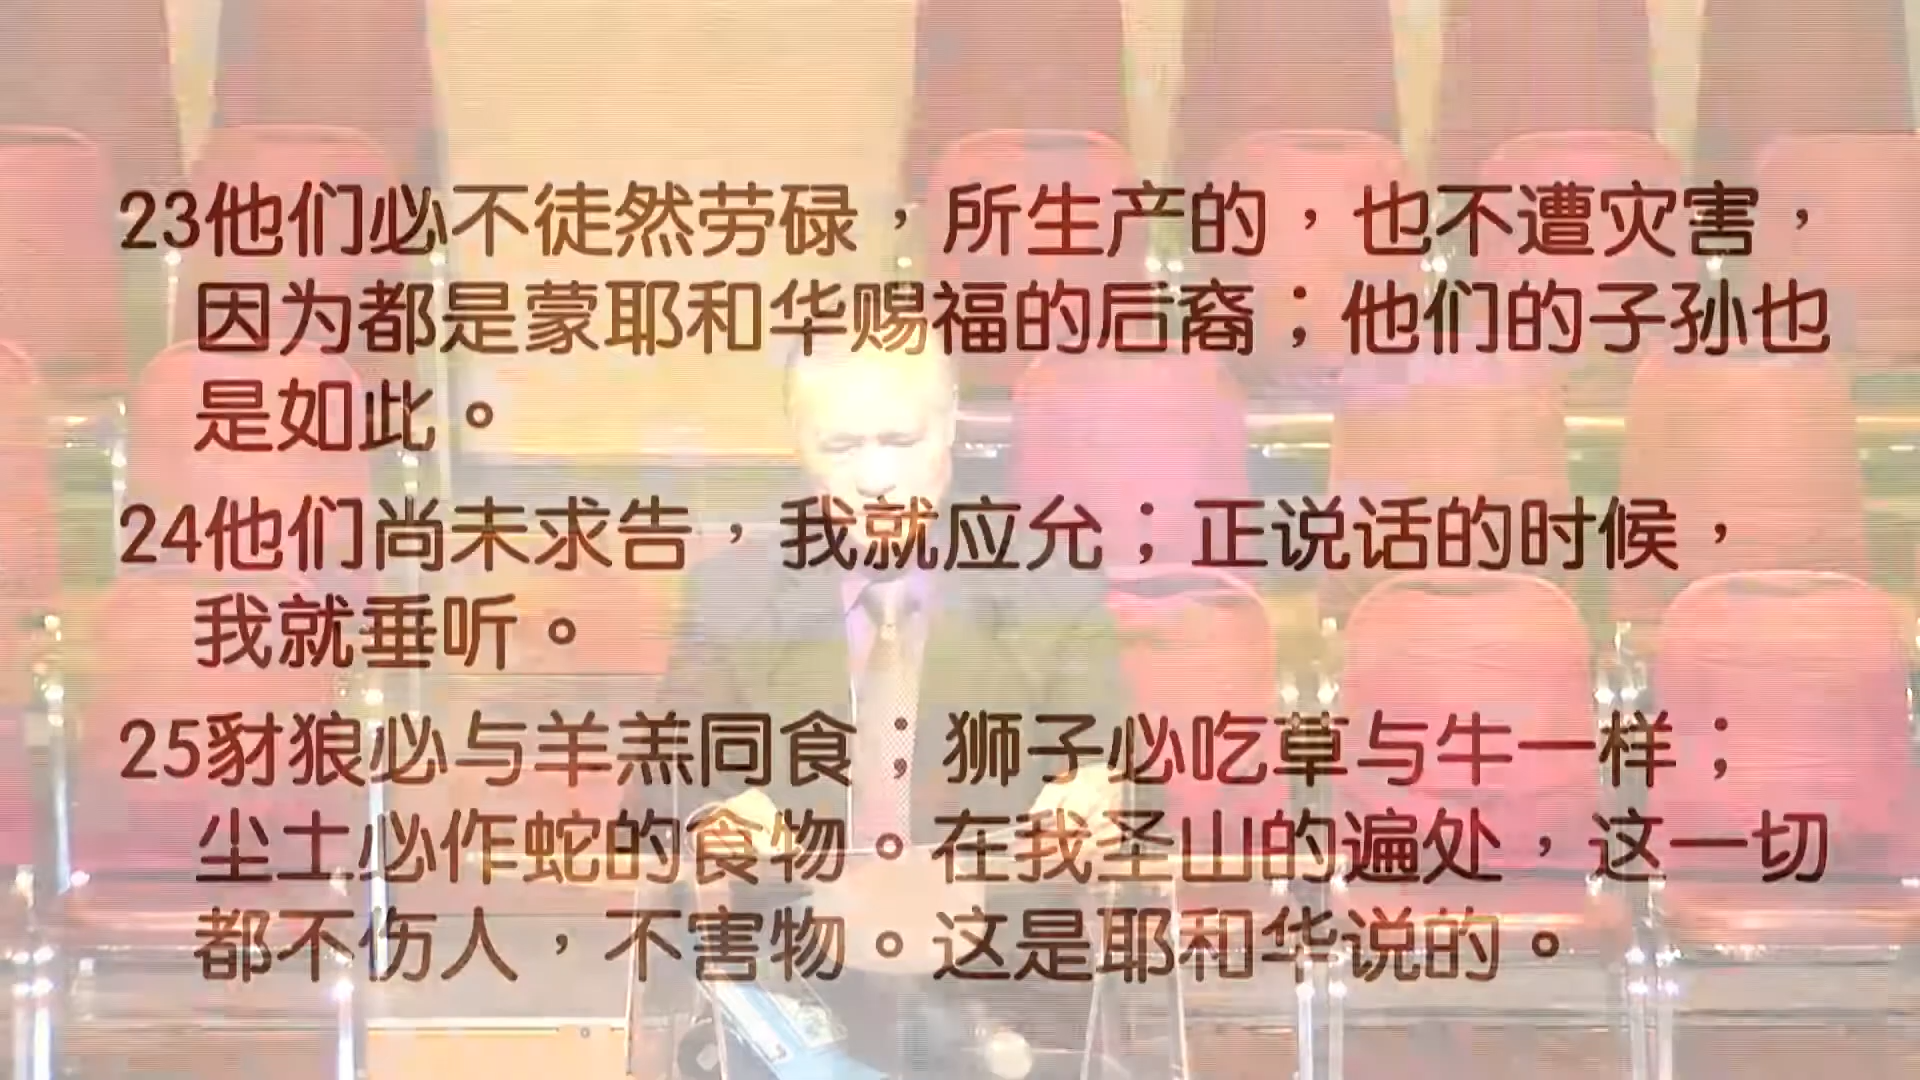 23他们必不徒然劳碌，所生产的，也不遭灾害，
因为都是蒙耶和华赐福的后裔；他们的子孙也
是如此。
24他们尚未求告，我就应允；正说话的时候，
我就垂听。
25豺狼必与羊羔同食；狮子必吃草与牛一样；
尘土必作蛇的食物。在我圣山的遍处，这一切
都不伤人，不害物。这是耶和华说的。